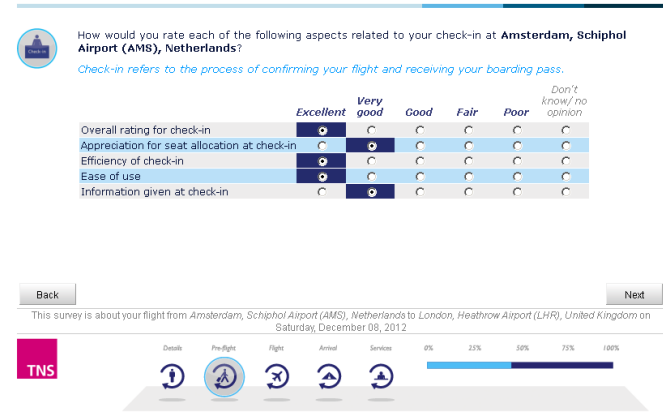 How would you rate each of the following aspects related to your check-in at Amsterdam, Schiphol
Airport (AMS), Netherlands?
Check-in
Check-in refers to the process of confirming your flight and receiving your boarding pass.
Excellent Very good Good Fair Poor Don't know/no opinion
Overall rating for check-in
Appreciation for seat allocation at check-in
Efficiency of check-in
Ease of use
Information given at check-in
Back Next
This survey is about your flight from Amsterdam, Schiphol Airport (AMS), Netherlands to London, Heathrow Airport (LHR), United Kingdom on
Saturday, December 08, 2012
TNS
Details Pre-flight Flight Arrival Services 0% 25% 50% 75% 100%